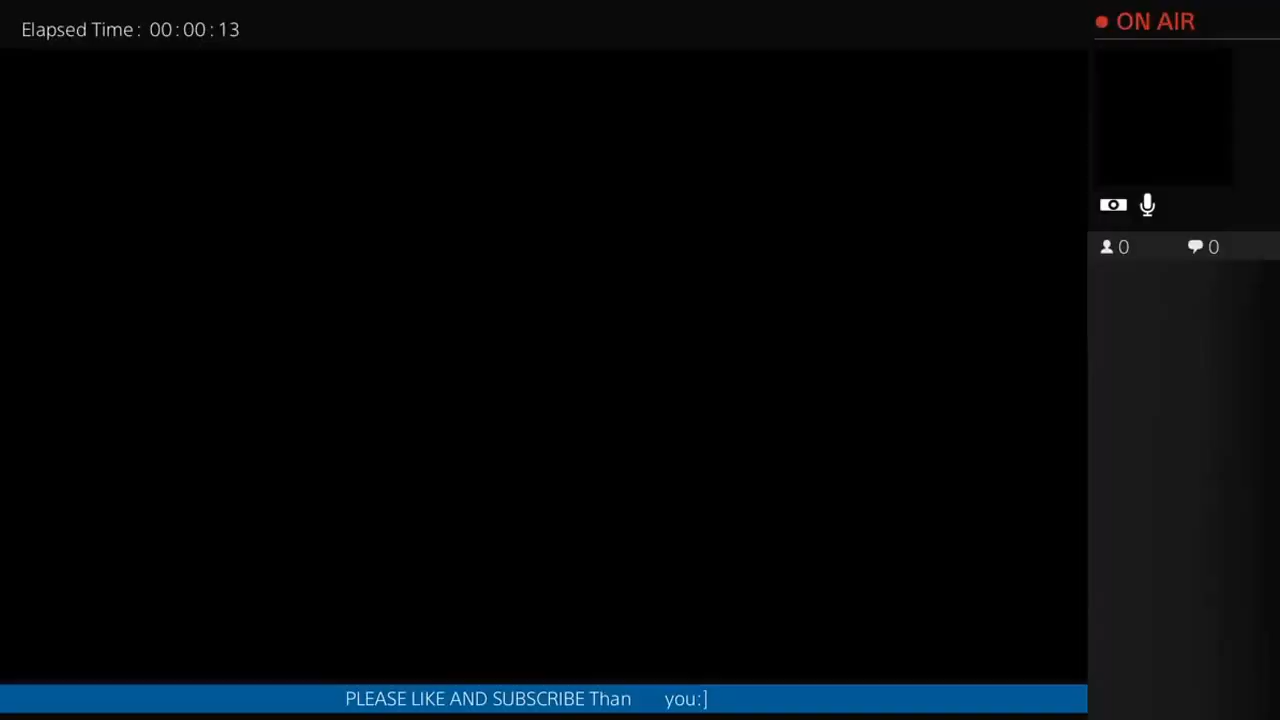 Elapsed Time: 00:00:13
ON AIR
0
0
PLEASE LIKE AND SUBSCRIBE Than you:]